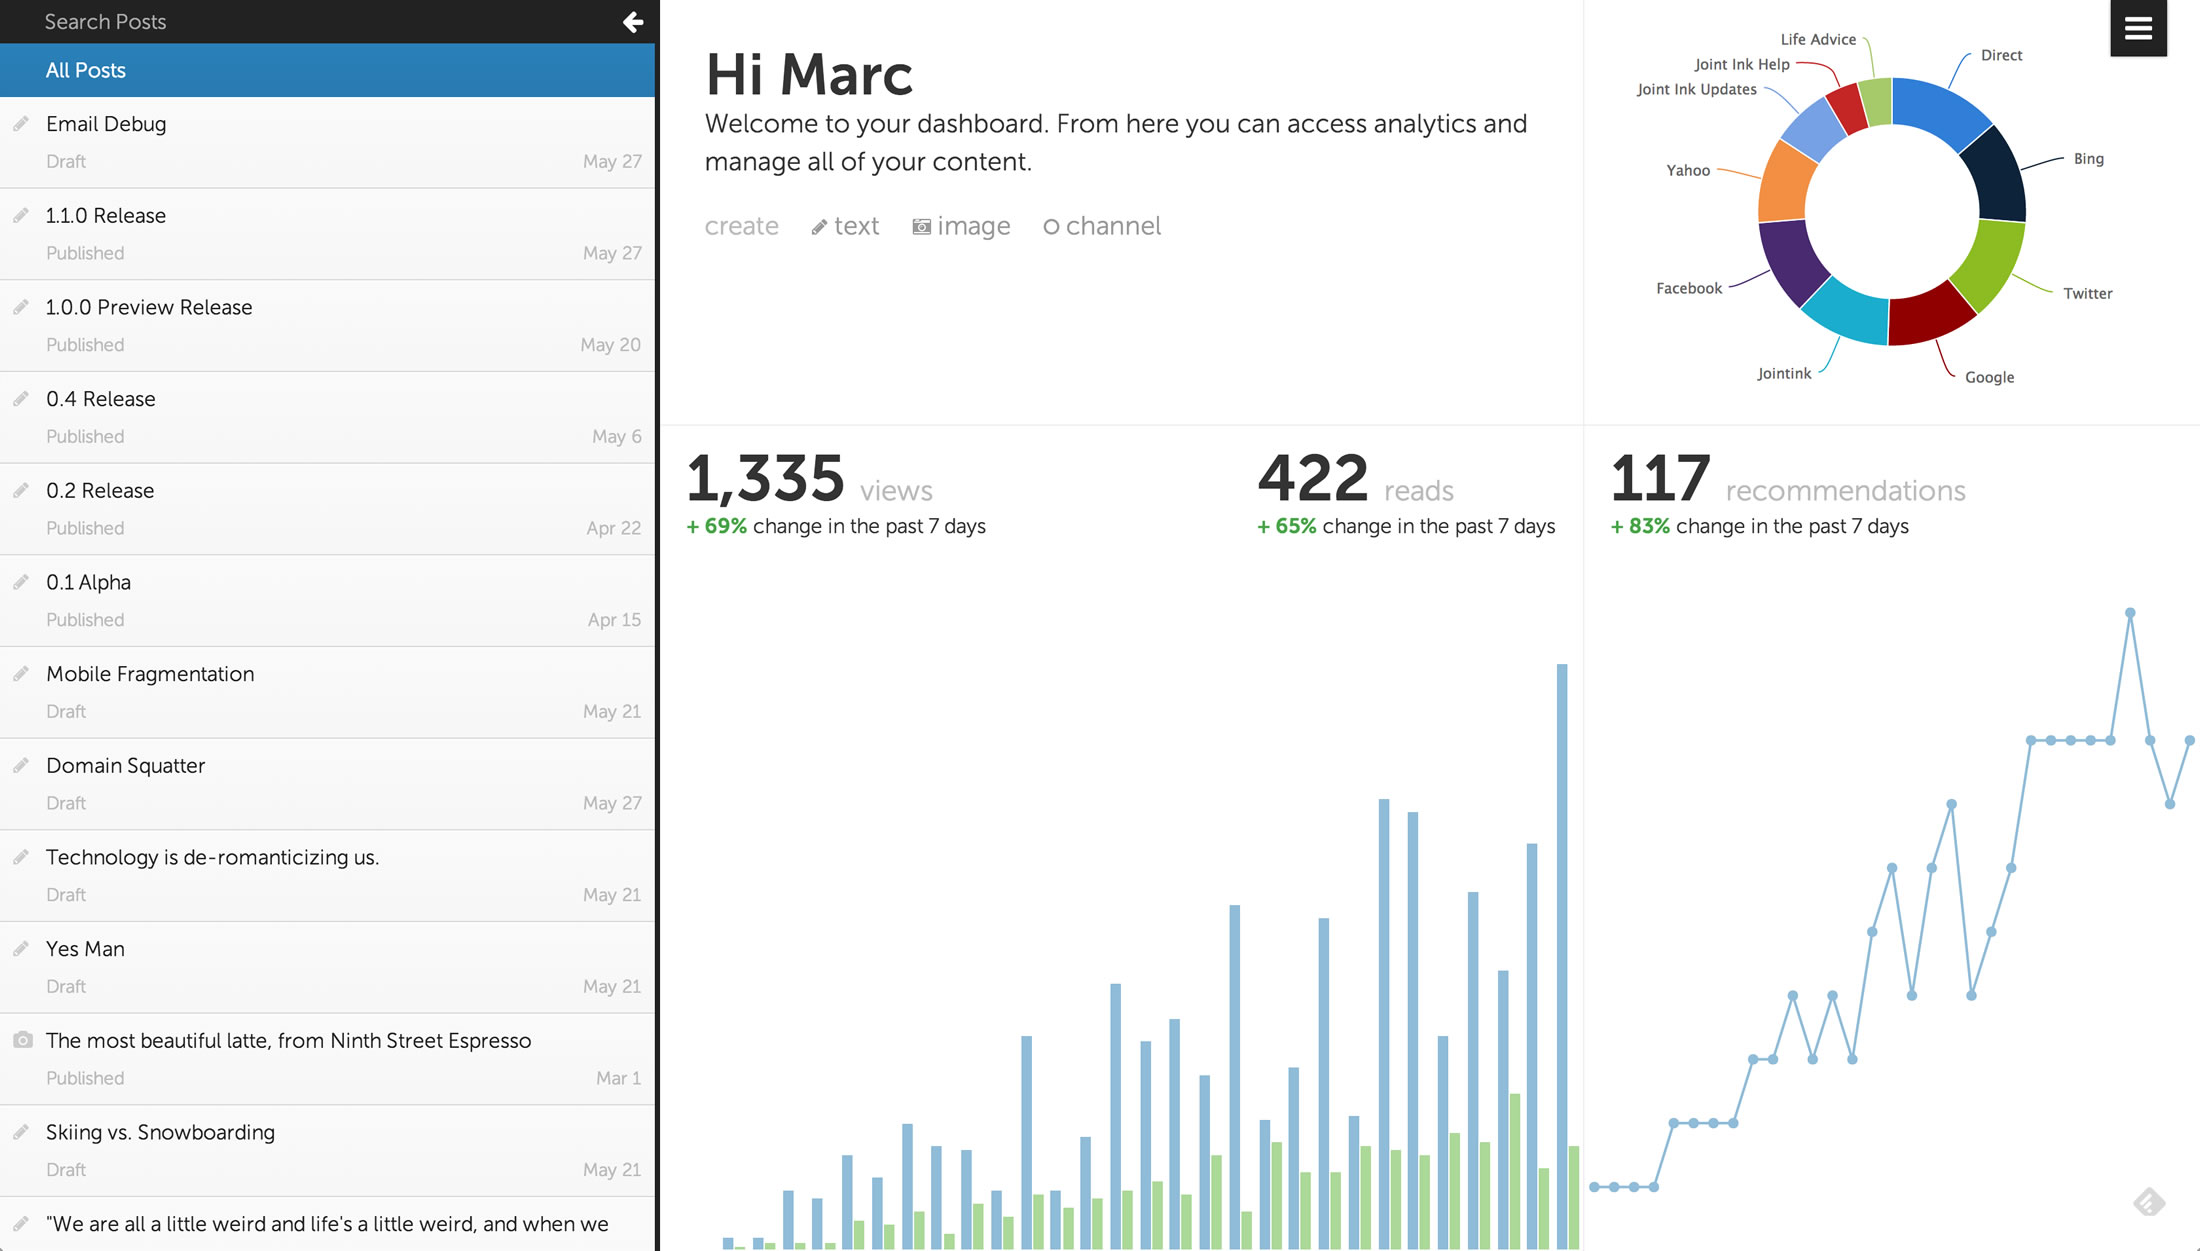 Search Posts
All Posts
Email Debug
Draft May 27
1.1.0 Release
Published May 27
1.0.0 Preview Release
Published May 20
0.4 Release
Published May 6
0.2 Release
Published Apr 22
0.1 Alpha
Published Apr 15
Mobile Fragmentation
Draft May 21
Domain Squatter
Draft May 27
Technology is de-romanticizing us.
Draft May 21
Yes Man
Draft May 21
The most beautiful latte, from Ninth Street Espresso
Published Mar 1
Skiing vs. Snowboarding
Draft May 21
"We are all a little weird and life's a little weird, and when we
Hi Marc
Welcome to your dashboard. From here you can access analytics and
manage all of your content.
create text image channel
Life Advice
Direct
Joint Ink Help
Joint Ink Updates
Bing
Yahoo
Facebook
Twitter
Jointink
Google
1,335 views
+ 69% change in the past 7 days
422 reads
+ 65% change in the past 7 days
117 recommendations
+ 83% change in the past 7 days